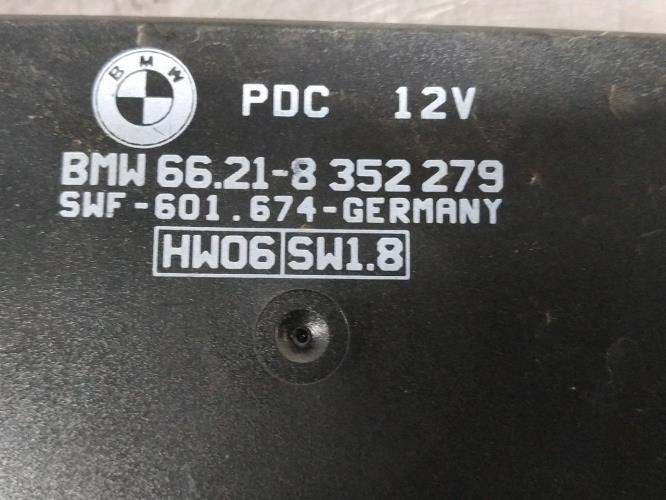 BMW
PDC 12V
BMW 66.21-8 352 279
SWF-601.674-GERMANY
HW06 SW1.8